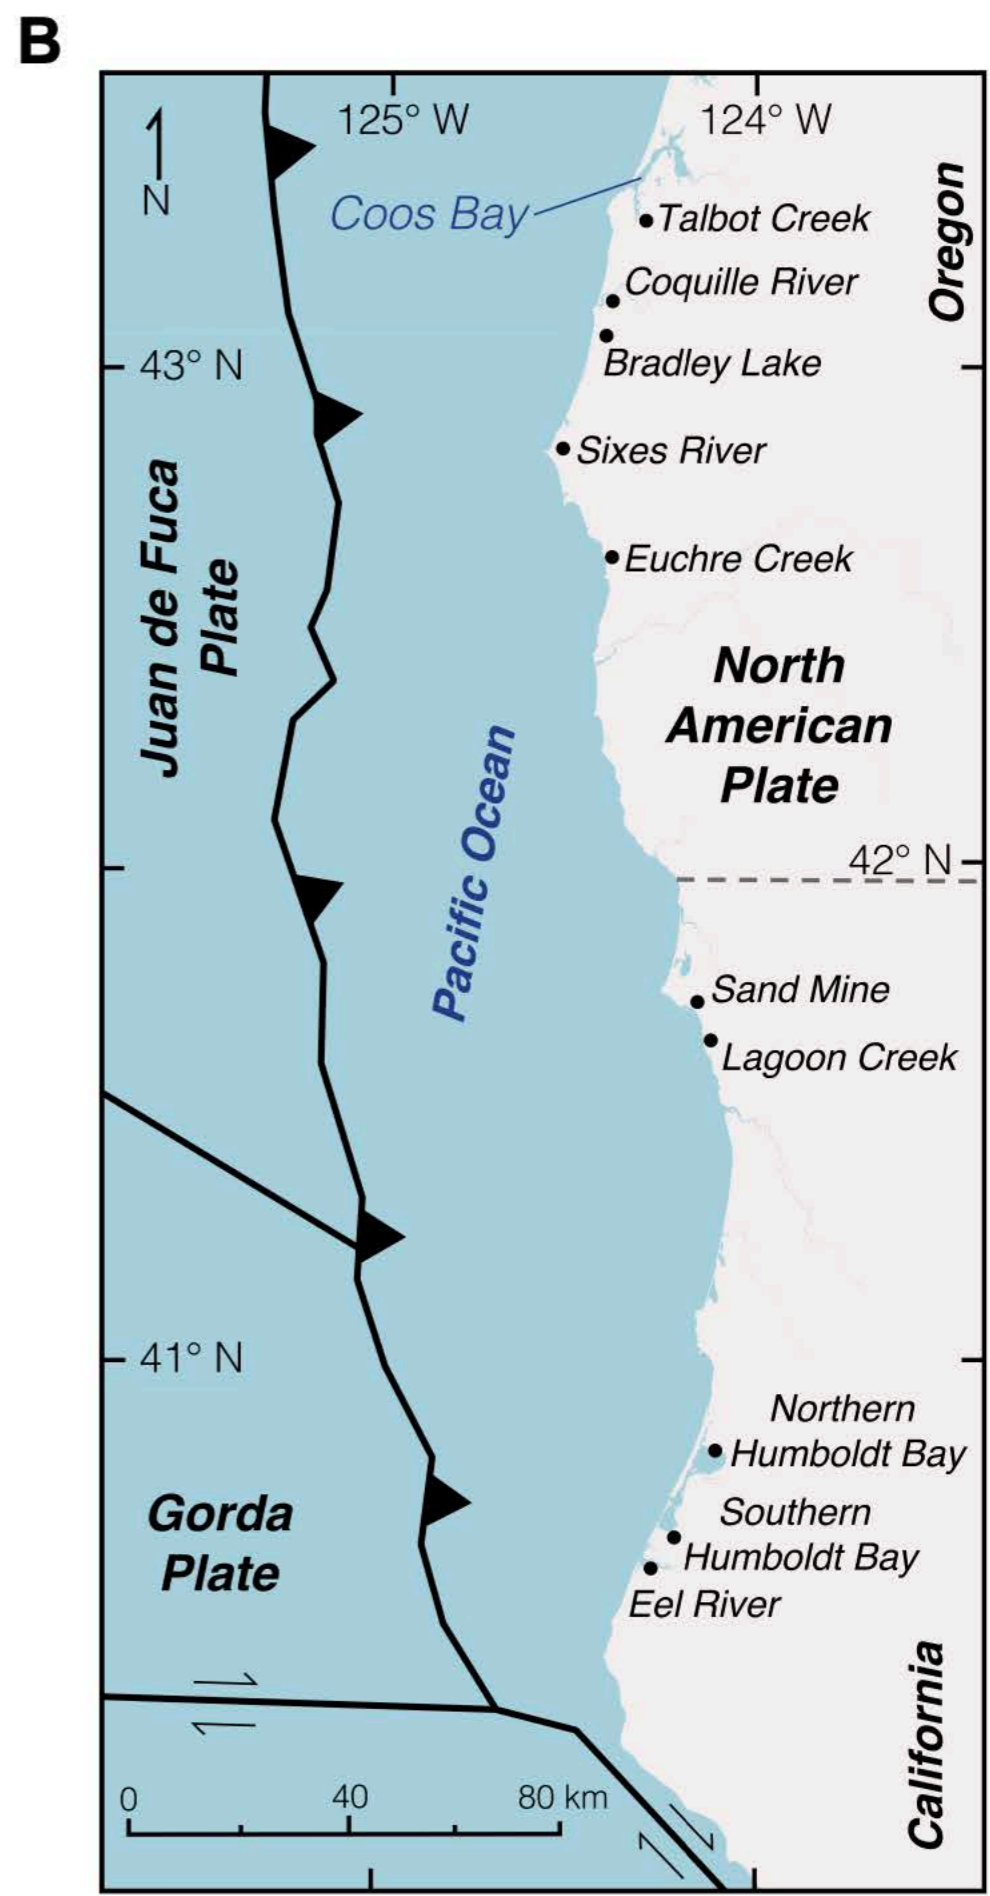 B
125° W
124° W
N
Coos Bay
Talbot Creek
Oregon
Coquille River
43° N
Bradley Lake
Sixes River
Juan de Fuca
Plate
Euchre Creek
North
American
Plate
Pacific Ocean
42° N
Sand Mine
Lagoon Creek
41° N
Northern
Humboldt Bay
Gorda
Plate
Southern
Humboldt Bay
Eel River
California
0 40 80 km